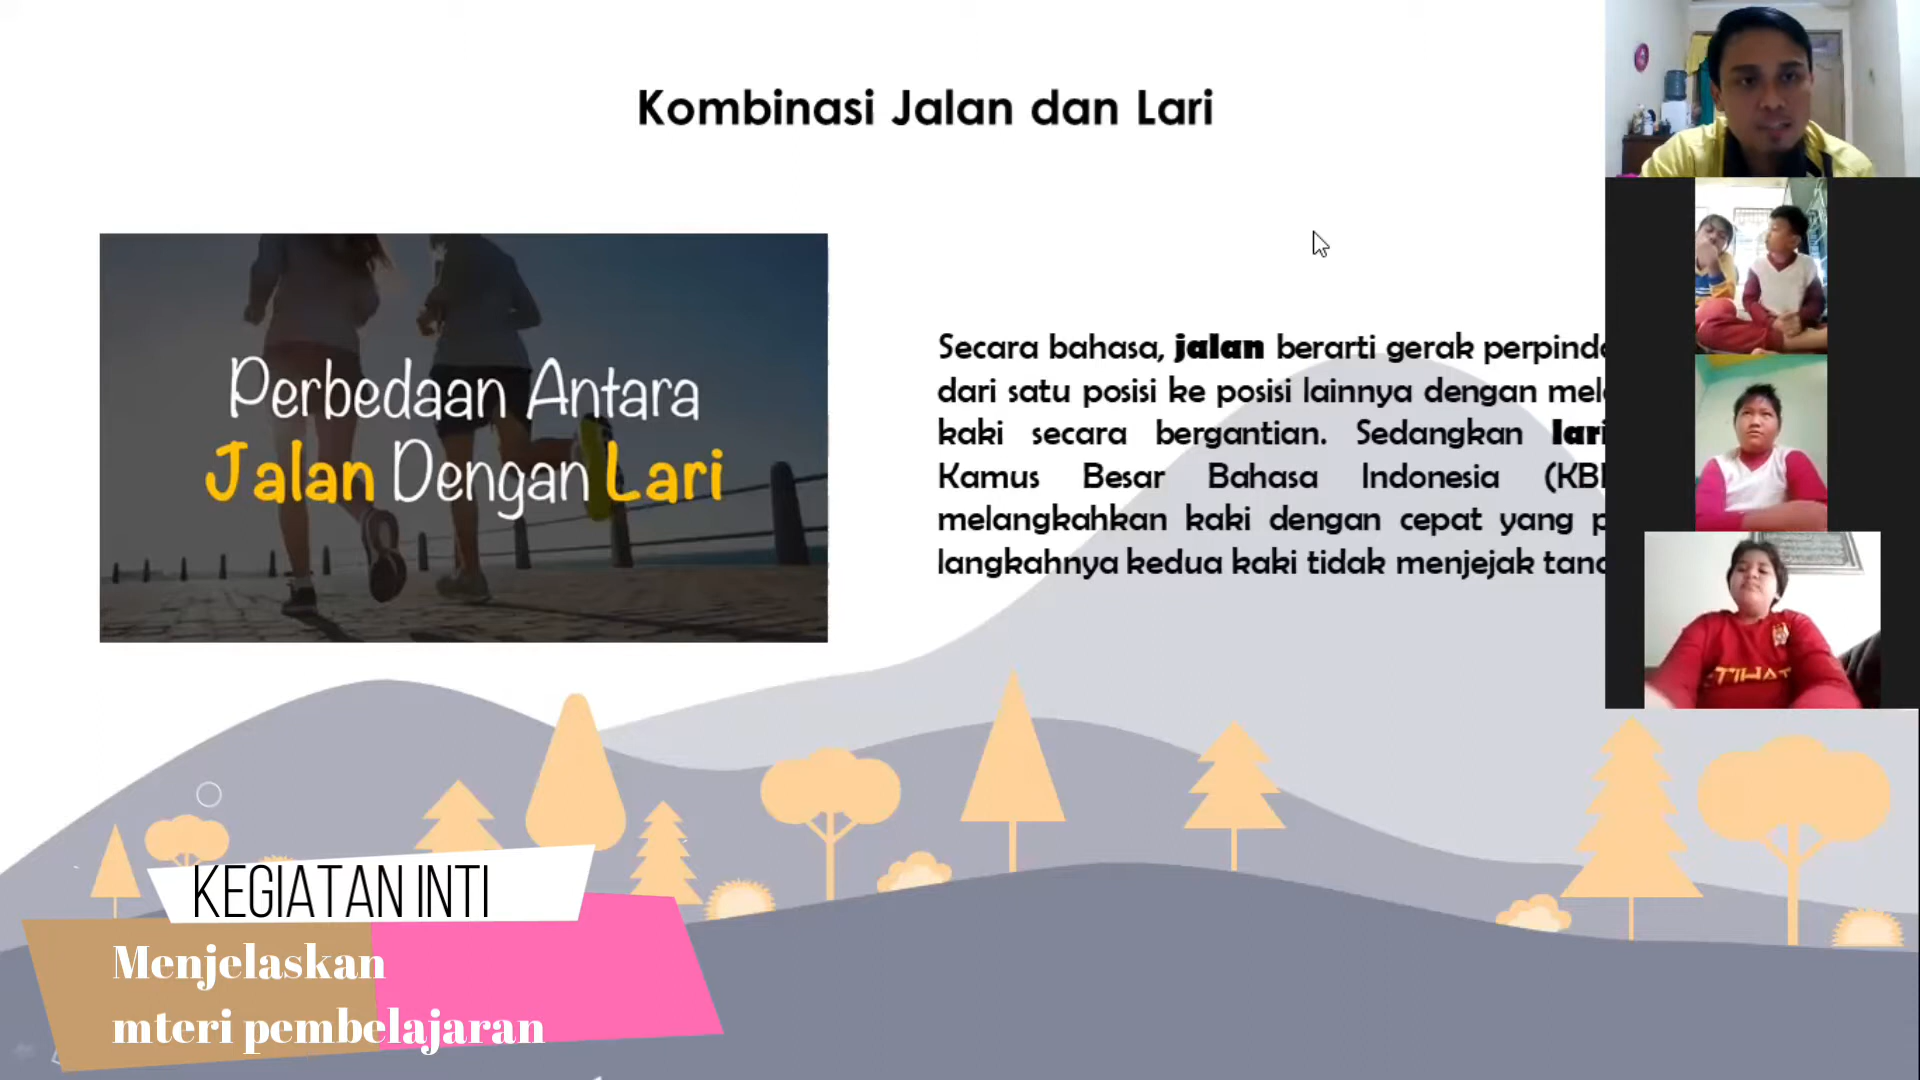 Kombinasi Jalan dan Lari
Perbedaan Antara
Jalan Dengan Lari
Secara bahasa, jalan berarti gerak
dari satu posisi ke posisi lainnya dengan
kaki secara bergantian. Sedangkan lari
Kamus Besar Bahasa Indonesia
melangkahkan kaki dengan cepat yang
langkahnya kedua kaki tidak menjejak
KEGIATAN INTI
Menjelaskan
mteri pembelajaran